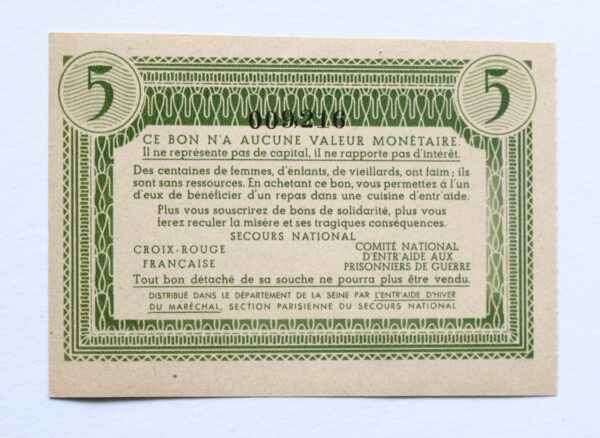 5 5
009246
CE BON N'A AUCUNE VALEUR MONÉTAIRE.
Il ne représente pas de capital, il ne rapporte pas d'intérêt.
Des centaines de femmes, d'enfants, de vieillards, ont faim ; ils
sont sans ressources. En achetant ce bon, vous permettez à l'un
d'eux de bénéficier d'un repas dans une cuisine d'entr'aide.
Plus vous souscrirez de bons de solidarité, plus vous
ferez reculer la misère et ses tragiques conséquences.
SECOURS NATIONAL
CROIX-ROUGE
FRANÇAISE
COMITÉ NATIONAL
D'ENTR'AIDE AUX
PRISONNIERS DE GUERRE
Tout bon détaché de sa souche ne pourra plus être vendu.
DISTRIBUÉ DANS LE DÉPARTEMENT DE LA SEINE PAR L'ENTR'AIDE D'HIVER
DU MARÉCHAL, SECTION PARISIENNE DU SECOURS NATIONAL